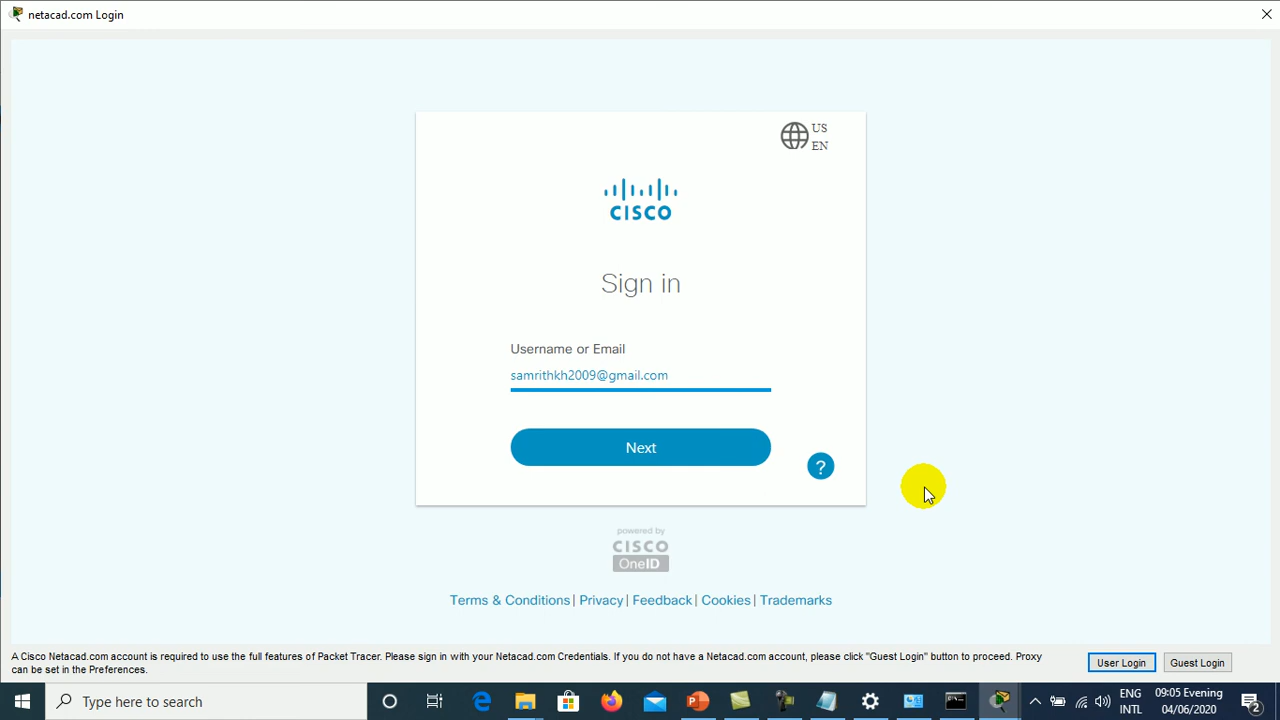 netacad.com Login
US
EN
CISCO
Sign in
Username or Email
samrithkh2009@gmail.com
Next
?
powered by
CISCO
OneID
Terms & Conditions| Privacy| Feedback| Cookies| Trademarks
A Cisco Netacad.com account is required to use the full features of Packet Tracer. Please sign in with your Netacad.com Credentials. If you do not have a Netacad.com account, please click "Guest Login" button to proceed. Proxy
can be set in the Preferences.
User Login
Guest Login
Type here to search
ENG
INTL
09:05 Evening
04/06/2020
2